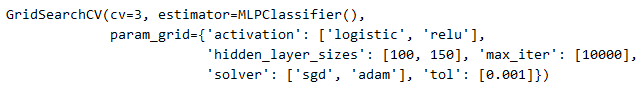 GridSearchCV(cv=3, estimator=MLPClassifier(),
param_grid={'activation': ['logistic', 'relu'],
'hidden_layer_sizes': [100, 150], 'max_iter': [10000],
'solver': ['sgd', 'adam'], 'tol': [0.001]})